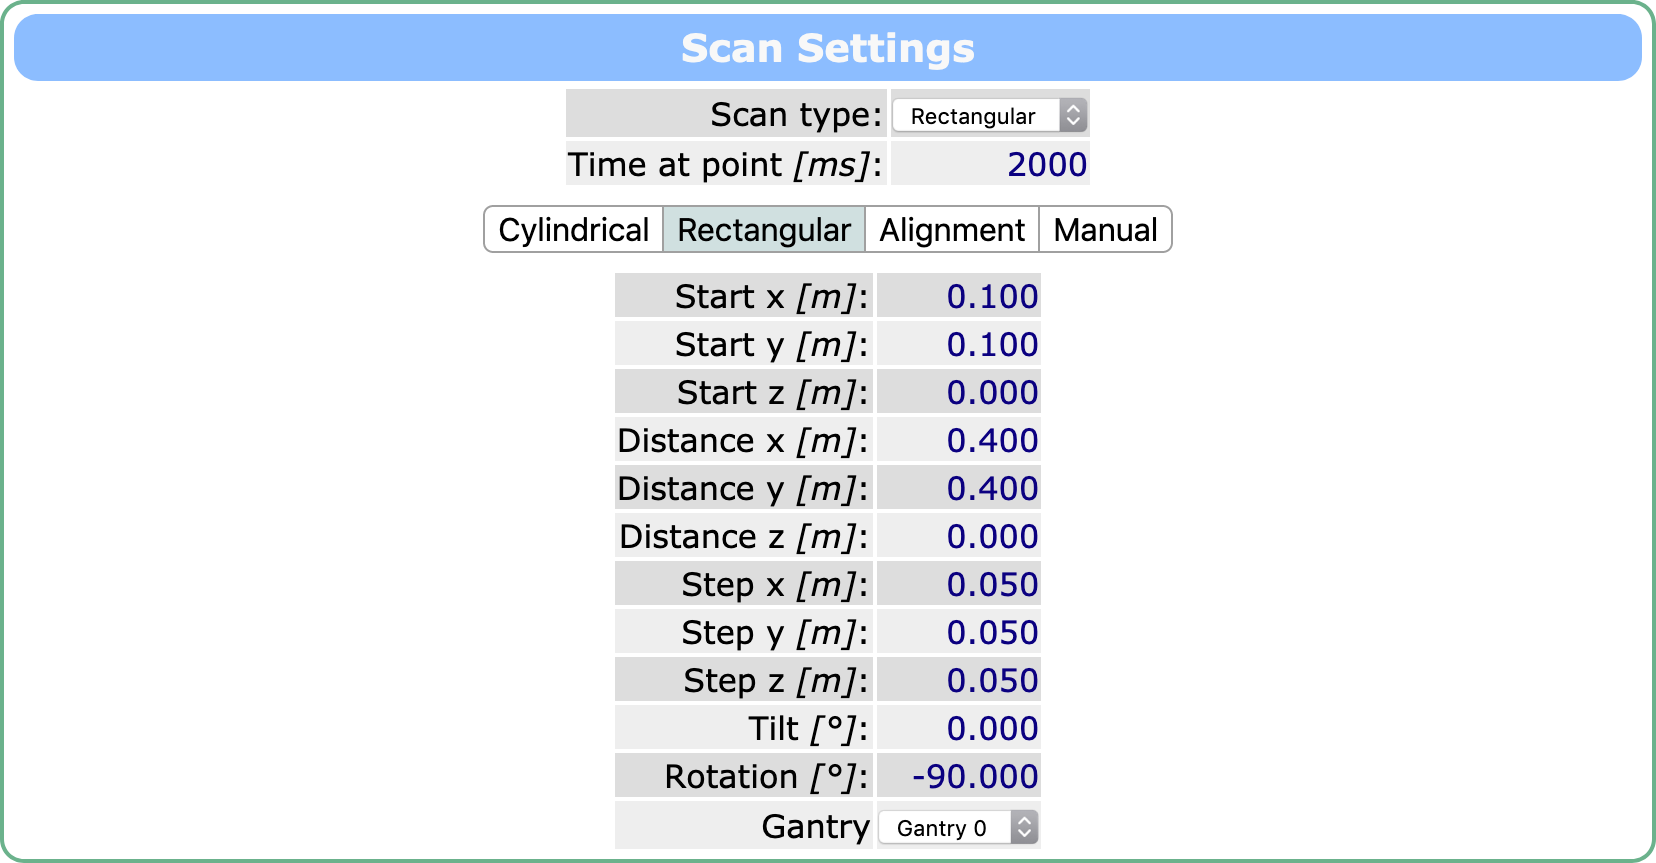 Scan Settings
Scan type: Rectangular
Time at point [ms]: 2000
Cylindrical Rectangular Alignment Manual
Start x [m]: 0.100
Start y [m]: 0.100
Start z [m]: 0.000
Distance x [m]: 0.400
Distance y [m]: 0.400
Distance z [m]: 0.000
Step x [m]: 0.050
Step y [m]: 0.050
Step z [m]: 0.050
Tilt [°]: 0.000
Rotation [°]: -90.000
Gantry Gantry 0